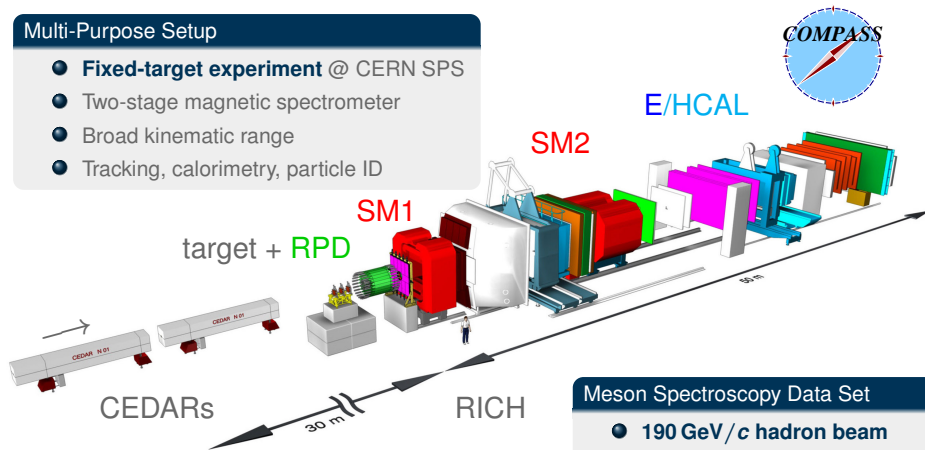 Multi-Purpose Setup
Fixed-target experiment @ CERN SPS
Two-stage magnetic spectrometer
Broad kinematic range
Tracking, calorimetry, particle ID
COMPASS
E/HCAL
SM2
SM1
target + RPD
50 m
CEDAR N 01
CEDAR N 01
CEDARs
30 m
RICH
Meson Spectroscopy Data Set
190 GeV/c hadron beam